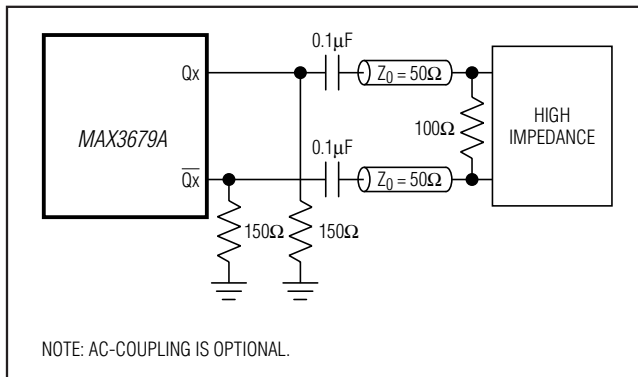 0.1µF
Qx
Z0 = 50Ω
MAX3679A
100Ω
HIGH
IMPEDANCE
0.1µF
Q̅x̅
Z0 = 50Ω
150Ω
150Ω
NOTE: AC-COUPLING IS OPTIONAL.